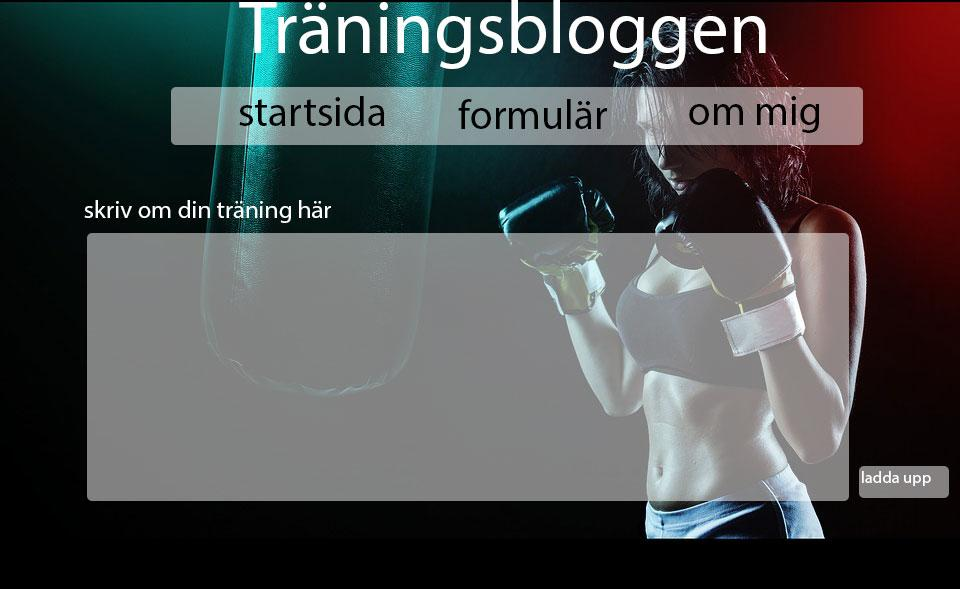 Träningsbloggen
startsida formulär om mig
skriv om din träning här
ladda upp